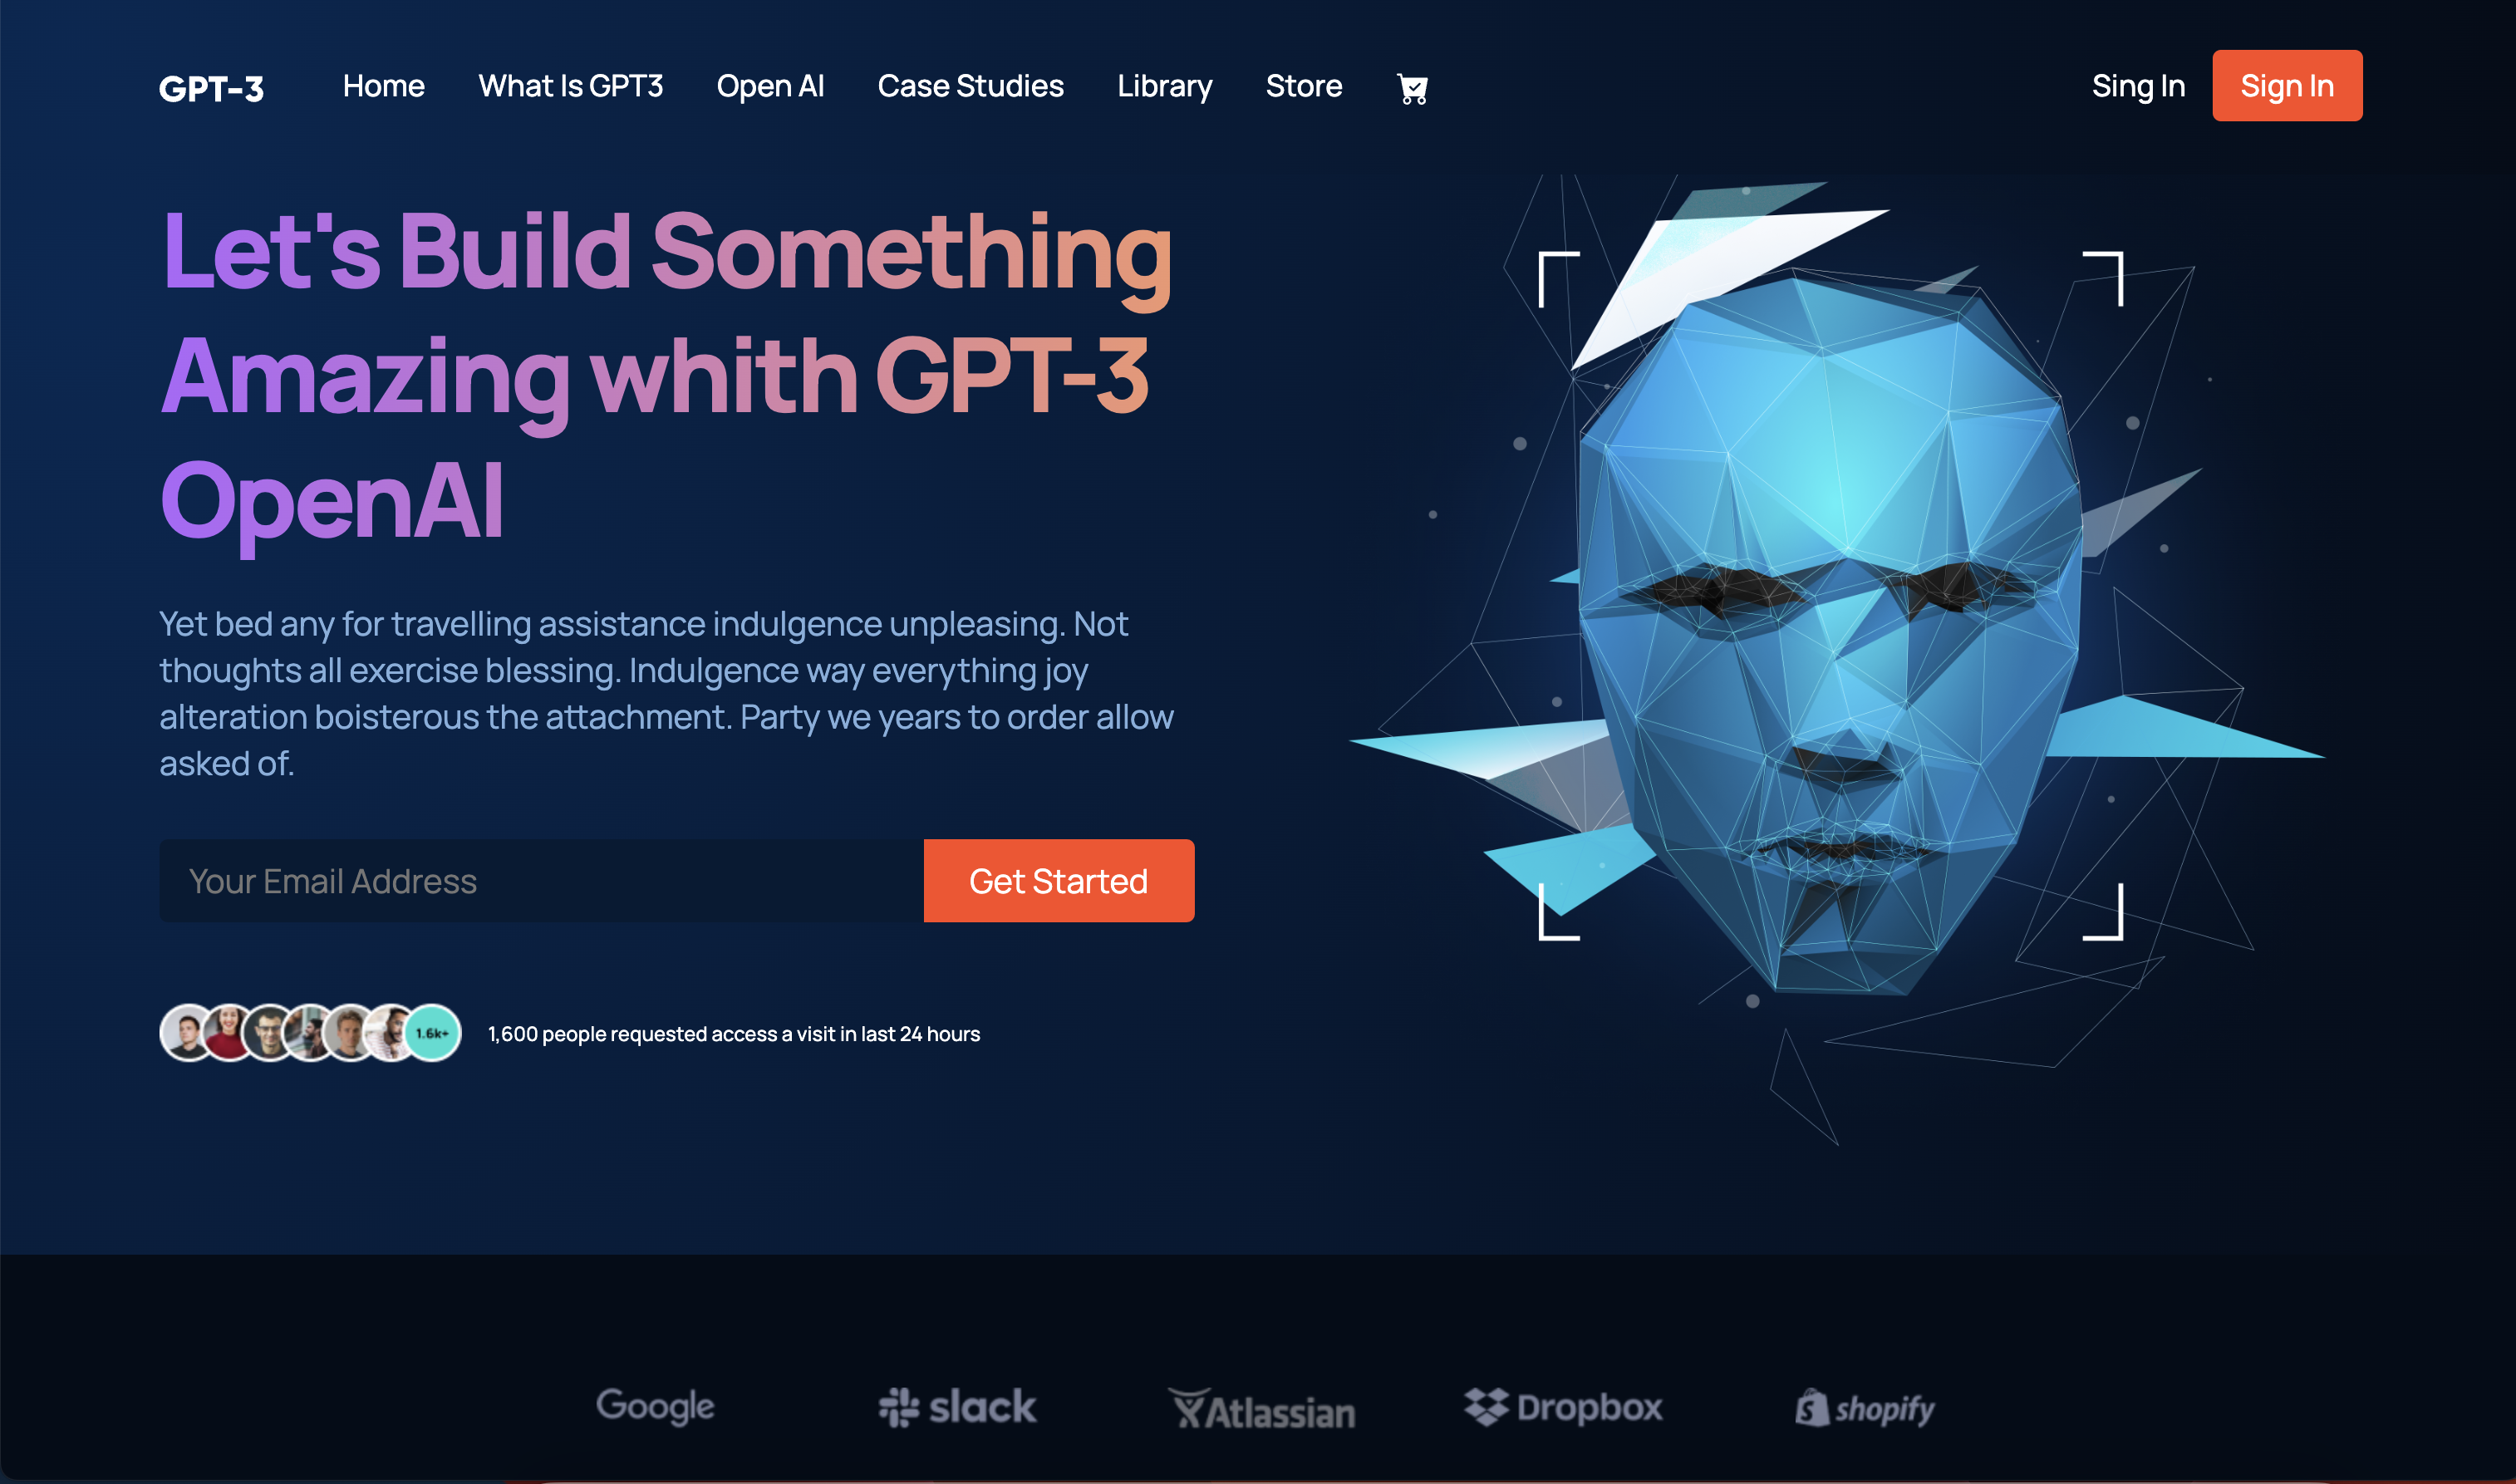 GPT-3 Home What Is GPT3 Open AI Case Studies Library Store Sing In Sign In
Let's Build Something
Amazing whith GPT-3
OpenAI
Yet bed any for travelling assistance indulgence unpleasing. Not
thoughts all exercise blessing. Indulgence way everything joy
alteration boisterous the attachment. Party we years to order allow
asked of.
Your Email Address Get Started
1.6k+ 1,600 people requested access a visit in last 24 hours
Google slack Atlassian Dropbox shopify